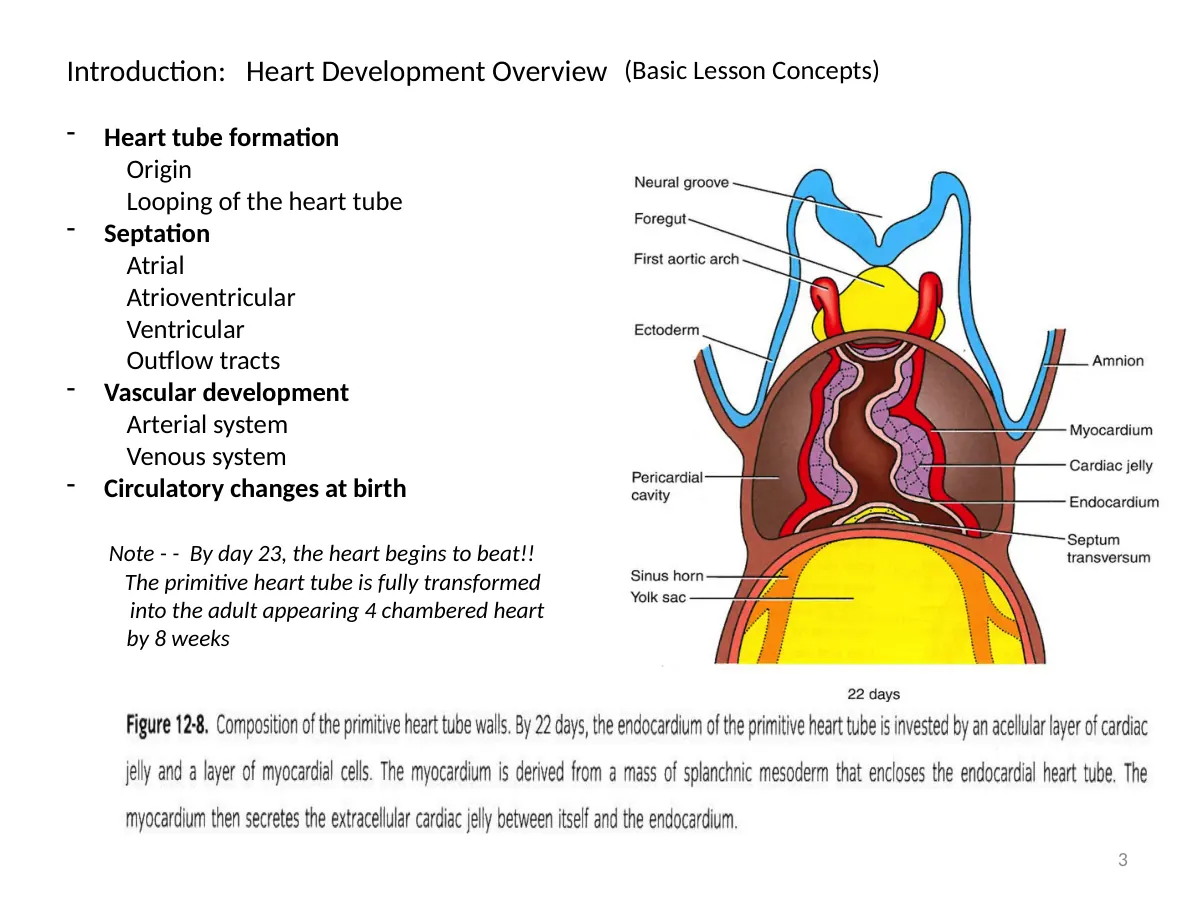 Introduction: Heart Development Overview (Basic Lesson Concepts)
- Heart tube formation
Origin
Looping of the heart tube
- Septation
Atrial
Atrioventricular
Ventricular
Outflow tracts
- Vascular development
Arterial system
Venous system
- Circulatory changes at birth
Note - - By day 23, the heart begins to beat!!
The primitive heart tube is fully transformed
into the adult appearing 4 chambered heart
by 8 weeks
Neural groove
Foregut
First aortic arch
Ectoderm
Pericardial
cavity
Sinus horn
Yolk sac
Amnion
Myocardium
Cardiac jelly
Endocardium
Septum
transversum
22 days
Figure 12-8. Composition of the primitive heart tube walls. By 22 days, the endocardium of the primitive heart tube is invested by an acellular layer of cardiac
jelly and a layer of myocardial cells. The myocardium is derived from a mass of splanchnic mesoderm that encloses the endocardial heart tube. The
myocardium then secretes the extracellular cardiac jelly between itself and the endocardium.
3